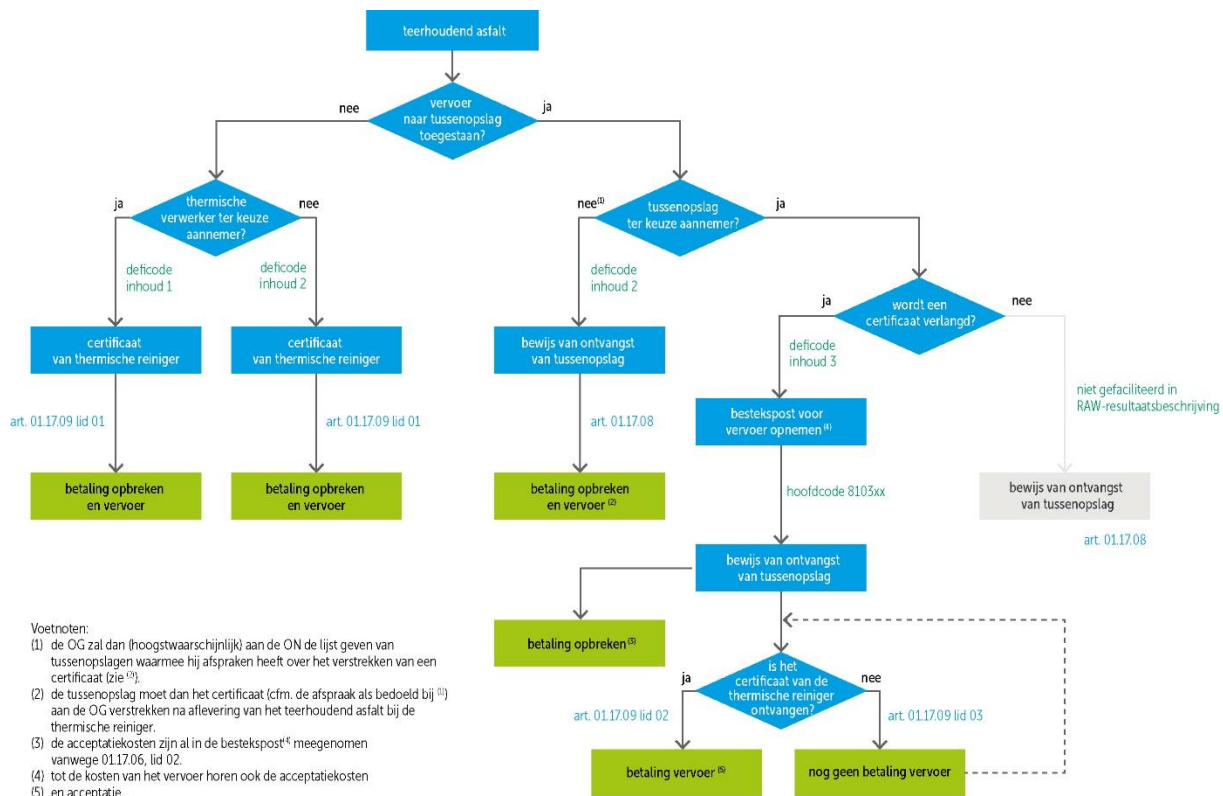 teerhoudend asfalt
nee
vervoer
naar tussenopslag
toegestaan?
ja
ja
thermische
verwerker ter keuze
aannemer?
nee
nee(1)
tussenopslag
ter keuze aannemer?
ja
deficode
inhoud 1
deficode
inhoud 2
deficode
inhoud 2
ja
wordt een
certificaat verlangd?
nee
certificaat
van thermische reiniger
certificaat
van thermische reiniger
bewijs van ontvangst
van tussenopslag
deficode
inhoud 3
niet gefaciliteerd in
RAW-resultaatsbeschrijving
art. 01.17.09 lid 01
art. 01.17.09 lid 01
art. 01.17.08
bestekspost voor
vervoer opnemen (4)
betaling opbreken
en vervoer
betaling opbreken
en vervoer
betaling opbreken
en vervoer (2)
hoofdcode 8103xx
bewijs van ontvangst
van tussenopslag
art. 01.17.08
bewijs van ontvangst
van tussenopslag
betaling opbreken (3)
ja
is het
certificaat van de
thermische reiniger
ontvangen?
nee
art. 01.17.09 lid 02
art. 01.17.09 lid 03
betaling vervoer (5)
nog geen betaling vervoer
Voetnoten:
(1) de OG zal dan (hoogstwaarschijnlijk) aan de ON de lijst geven van
tussenopslagen waarmee hij afspraken heeft over het verstrekken van een
certificaat (zie (2)).
(2) de tussenopslag moet dan het certificaat (cfm. de afspraak als bedoeld bij (1))
aan de OG verstrekken na aflevering van het teerhoudend asfalt bij de
thermische reiniger.
(3) de acceptatiekosten zijn al in de bestekspost(4) meegenomen
vanwege 01.17.06, lid 02.
(4) tot de kosten van het vervoer horen ook de acceptatiekosten
(5) en acceptatie